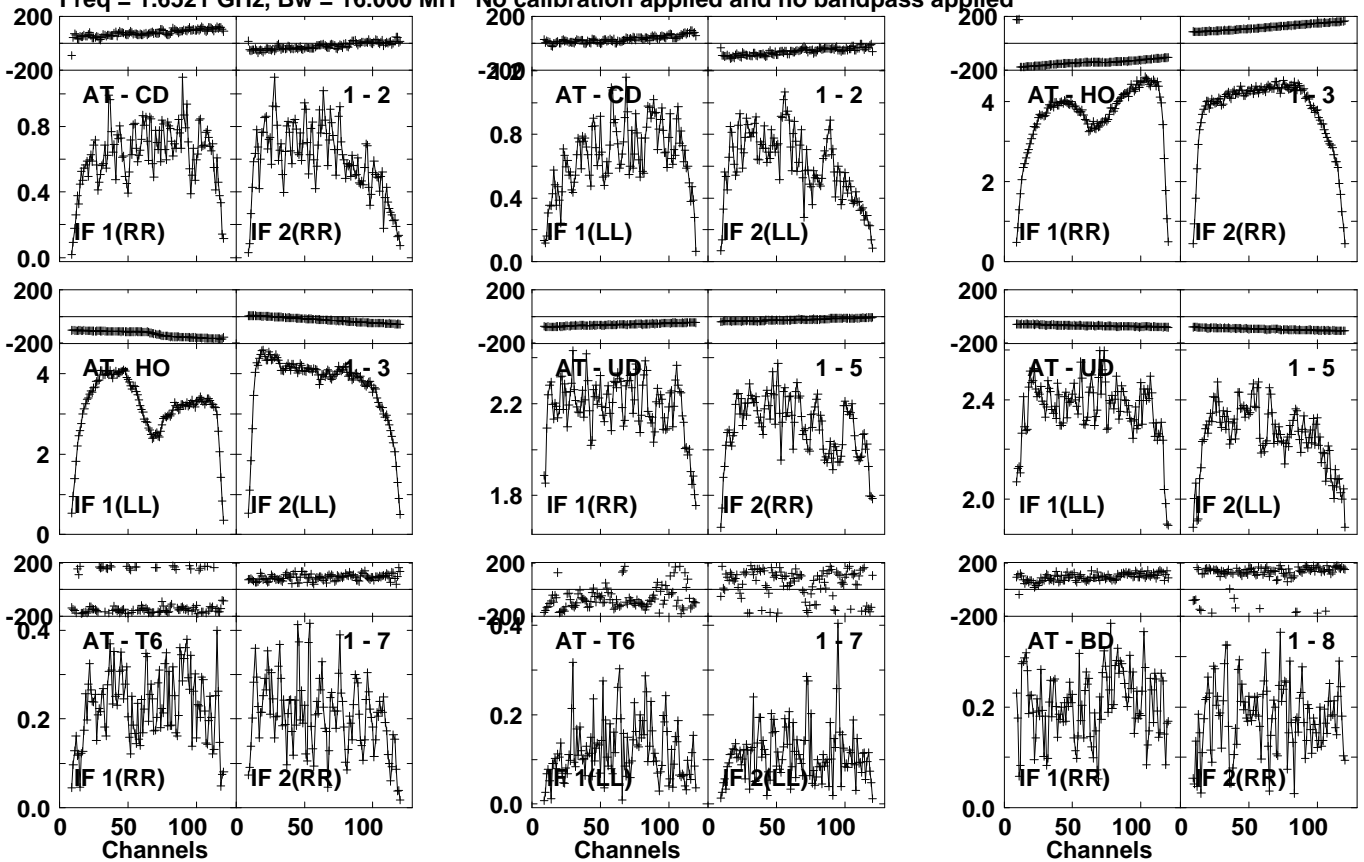 Freq = 1.6521 GHz, Bw = 16.000 MH No calibration applied and no bandpass applied
200 200 200
-200 -200 1.2 -200
AT - CD 1 - 2 AT - CD 1 - 2 AT - HO 1 - 3
0.8 0.8 4
0.4 0.4 2
IF 1(RR) IF 2(RR) IF 1(LL) IF 2(LL) IF 1(RR) IF 2(RR)
0.0 0.0 0
200 200 200
-200 -200 -200
AT - HO 1 - 3 AT - UD 1 - 5 AT - UD 1 - 5
4 2.2 2.4
2 1.8 2.0
IF 1(LL) IF 2(LL) IF 1(RR) IF 2(RR) IF 1(LL) IF 2(LL)
0
200 200 200
-200 -200 -200
0.4 0.4
AT - T6 1 - 7 AT - T6 1 - 7 AT - BD 1 - 8
0.2 0.2 0.2
IF 1(RR) IF 2(RR) IF 1(LL) IF 2(LL) IF 1(RR) IF 2(RR)
0.0 0.0 0.0
0 50 100 0 50 100 0 50 100 0 50 100 0 50 100 0 50 100
Channels Channels Channels